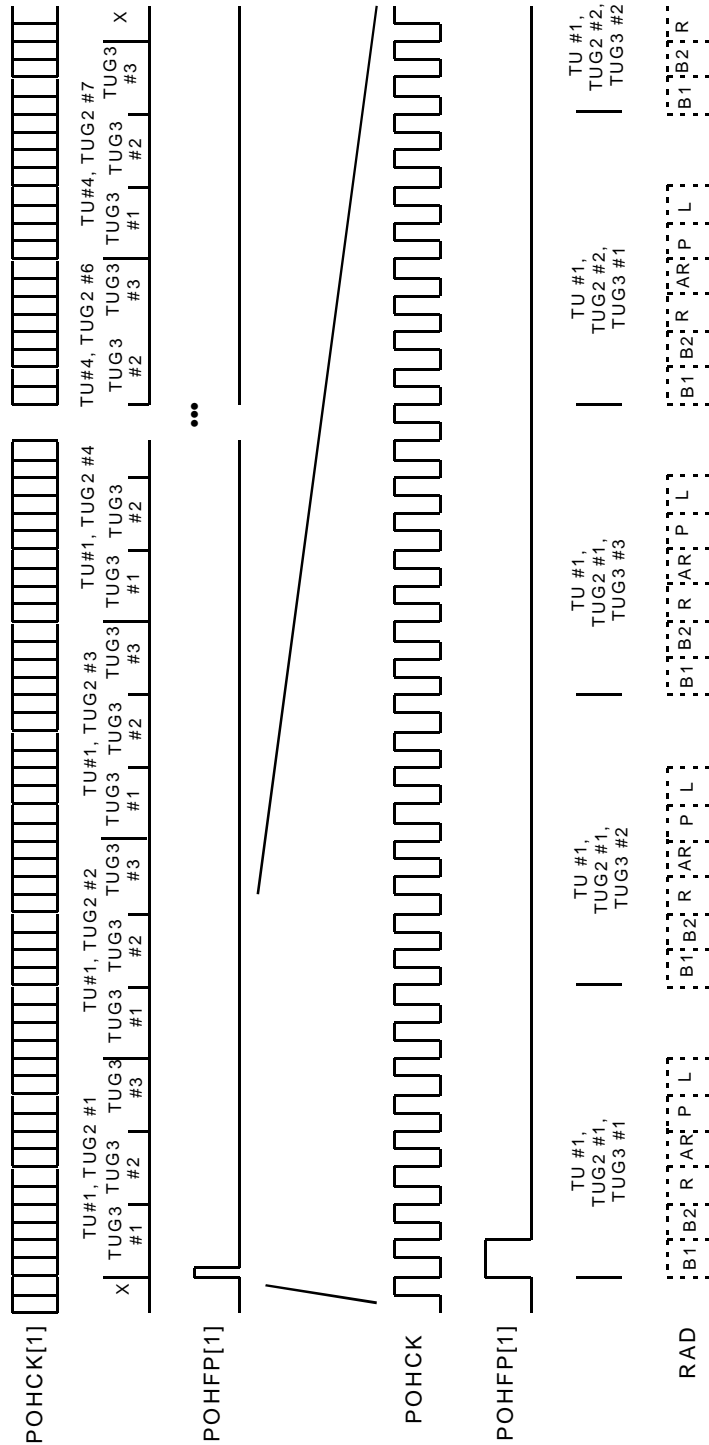 POHCK[1]
TU#1, TUG2 #1
TU#1, TUG2 #2
TU#1, TUG2 #3
TU#1, TUG2 #4
TU#4, TUG2 #6
TU#4, TUG2 #7
X
TUG3 #1
TUG3 #2
TUG3 #3
TUG3 #1
TUG3 #2
TUG3 #3
TUG3 #1
TUG3 #2
TUG3 #3
TUG3 #1
TUG3 #2
TUG3 #2
TUG3 #3
TUG3 #1
TUG3 #2
TUG3 #3
X
POHFP[1]
•••
POHCK
POHFP[1]
TU #1,
TUG2 #1,
TUG3 #1
TU #1,
TUG2 #1,
TUG3 #2
TU #1,
TUG2 #1,
TUG3 #3
TU #1,
TUG2 #2,
TUG3 #1
TU #1,
TUG2 #2,
TUG3 #2
RAD
B1 B2 R AR P L
B1 B2 R AR P L
B1 B2 R AR P L
B1 B2 R AR P L
B1 B2 R